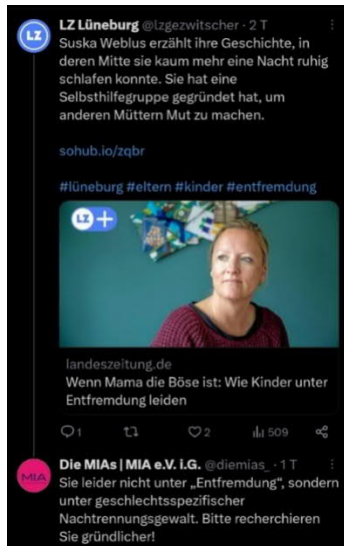 LZ Lüneburg @lzgezwitscher · 2 T
LZ
Suska Weblus erzählt ihre Geschichte, in
deren Mitte sie kaum mehr eine Nacht ruhig
schlafen konnte. Sie hat eine
Selbsthilfegruppe gegründet hat, um
anderen Müttern Mut zu machen.
sohub.io/zqbr
#lüneburg #eltern #kinder #entfremdung
LZ +
landeszeitung.de
Wenn Mama die Böse ist: Wie Kinder unter
Entfremdung leiden
1 2 509
Die MIAs | MIA e.V. i.G. @diemias_ · 1 T
MIA
Sie leider nicht unter „Entfremdung“, sondern
unter geschlechtsspezifischer
Nachtrennungsgewalt. Bitte recherchieren
Sie gründlicher!